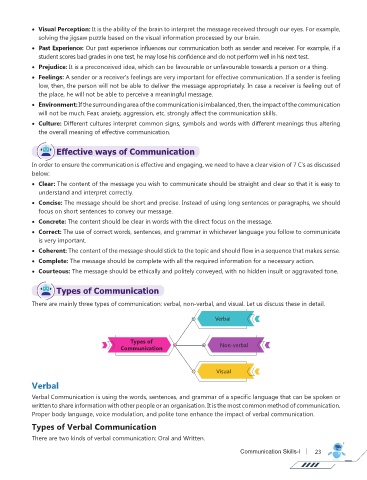 • Visual Perception: It is the ability of the brain to interpret the message received through our eyes. For example,
solving the jigsaw puzzle based on the visual information processed by our brain.
• Past Experience: Our past experience influences our communication both as sender and receiver. For example, if a
student scores bad grades in one test, he may lose his confidence and do not perform well in his next test.
• Prejudice: It is a preconceived idea, which can be favourable or unfavourable towards a person or a thing.
• Feelings: A sender or a receiver's feelings are very important for effective communication. If a sender is feeling
low, then, the person will not be able to deliver the message appropriately. In case a receiver is feeling out of
the place, he will not be able to perceive a meaningful message.
• Environment: If the surrounding area of the communication is imbalanced, then, the impact of the communication
will not be much. Fear, anxiety, aggression, etc. strongly affect the communication skills.
• Culture: Different cultures interpret common signs, symbols and words with different meanings thus altering
the overall meaning of effective communication.
Effective ways of Communication
In order to ensure the communication is effective and engaging, we need to have a clear vision of 7 C's as discussed
below:
• Clear: The content of the message you wish to communicate should be straight and clear so that it is easy to
understand and interpret correctly.
• Concise: The message should be short and precise. Instead of using long sentences or paragraphs, we should
focus on short sentences to convey our message.
• Concrete: The content should be clear in words with the direct focus on the message.
• Correct: The use of correct words, sentences, and grammar in whichever language you follow to communicate
is very important.
• Coherent: The content of the message should stick to the topic and should flow in a sequence that makes sense.
• Complete: The message should be complete with all the required information for a necessary action.
• Courteous: The message should be ethically and politely conveyed, with no hidden insult or aggravated tone.
Types of Communication
There are mainly three types of communication: verbal, non-verbal, and visual. Let us discuss these in detail.
Verbal
Types of
Communication
Non-verbal
Visual
Verbal
Verbal Communication is using the words, sentences, and grammar of a specific language that can be spoken or
written to share information with other people or an organisation. It is the most common method of communication.
Proper body language, voice modulation, and polite tone enhance the impact of verbal communication.
Types of Verbal Communication
There are two kinds of verbal communication: Oral and Written.
Communication Skills-I | 23